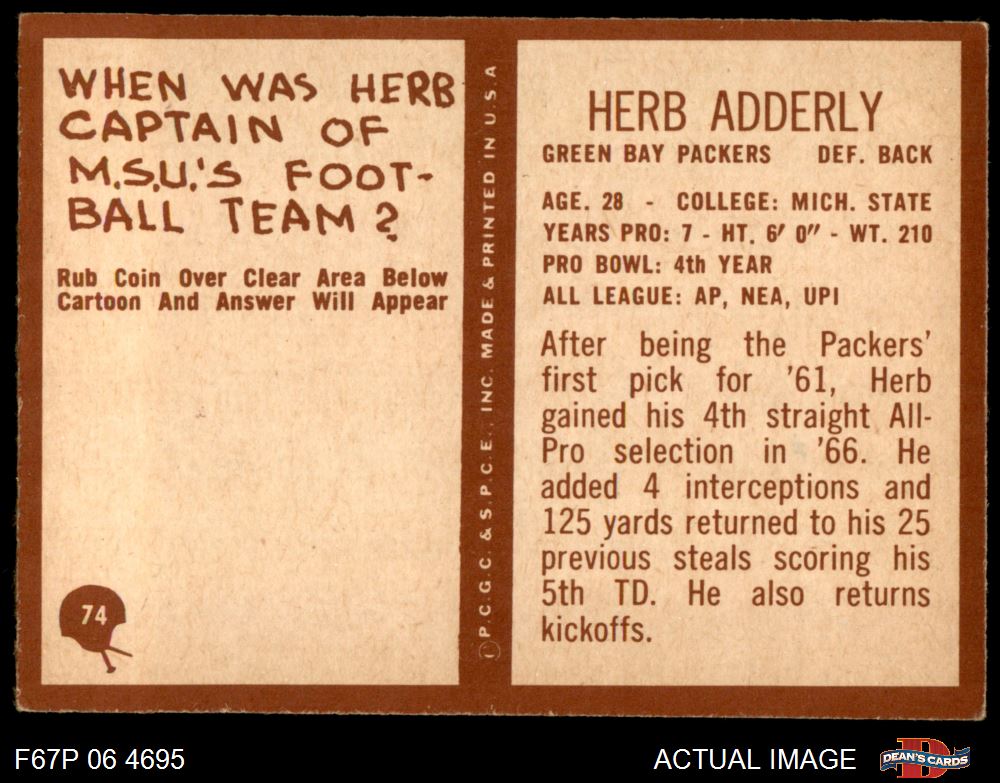 WHEN WAS HERB
CAPTAIN OF
M.S.U.'S FOOT-
BALL TEAM?
Rub Coin Over Clear Area Below
Cartoon And Answer Will Appear
74
©P.C.G.C. & S.P.C.E., INC. MADE & PRINTED IN U.S.A
HERB ADDERLY
GREEN BAY PACKERS DEF. BACK
AGE. 28 - COLLEGE: MICH. STATE
YEARS PRO: 7 - HT. 6' 0" - WT. 210
PRO BOWL: 4th YEAR
ALL LEAGUE: AP, NEA, UPI
After being the Packers'
first pick for '61, Herb
gained his 4th straight All-
Pro selection in '66. He
added 4 interceptions and
125 yards returned to his 25
previous steals scoring his
5th TD. He also returns
kickoffs.
F67P 06 4695
ACTUAL IMAGE
D
DEAN'S CARDS